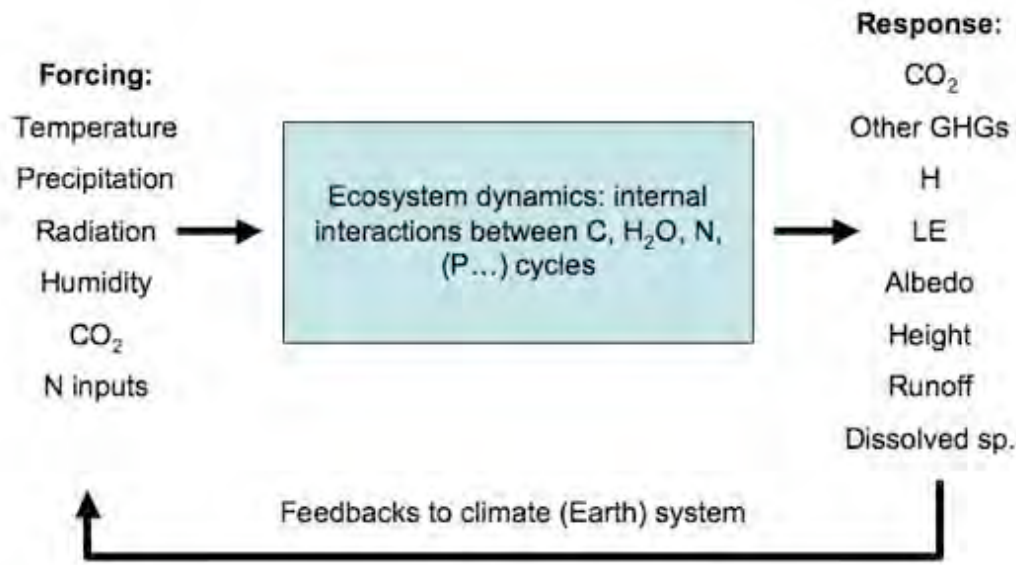 Forcing:
Temperature
Precipitation
Radiation
Humidity
CO₂
N inputs
Ecosystem dynamics: internal
interactions between C, H₂O, N,
(P...) cycles
Response:
CO₂
Other GHGs
H
LE
Albedo
Height
Runoff
Dissolved sp.
Feedbacks to climate (Earth) system